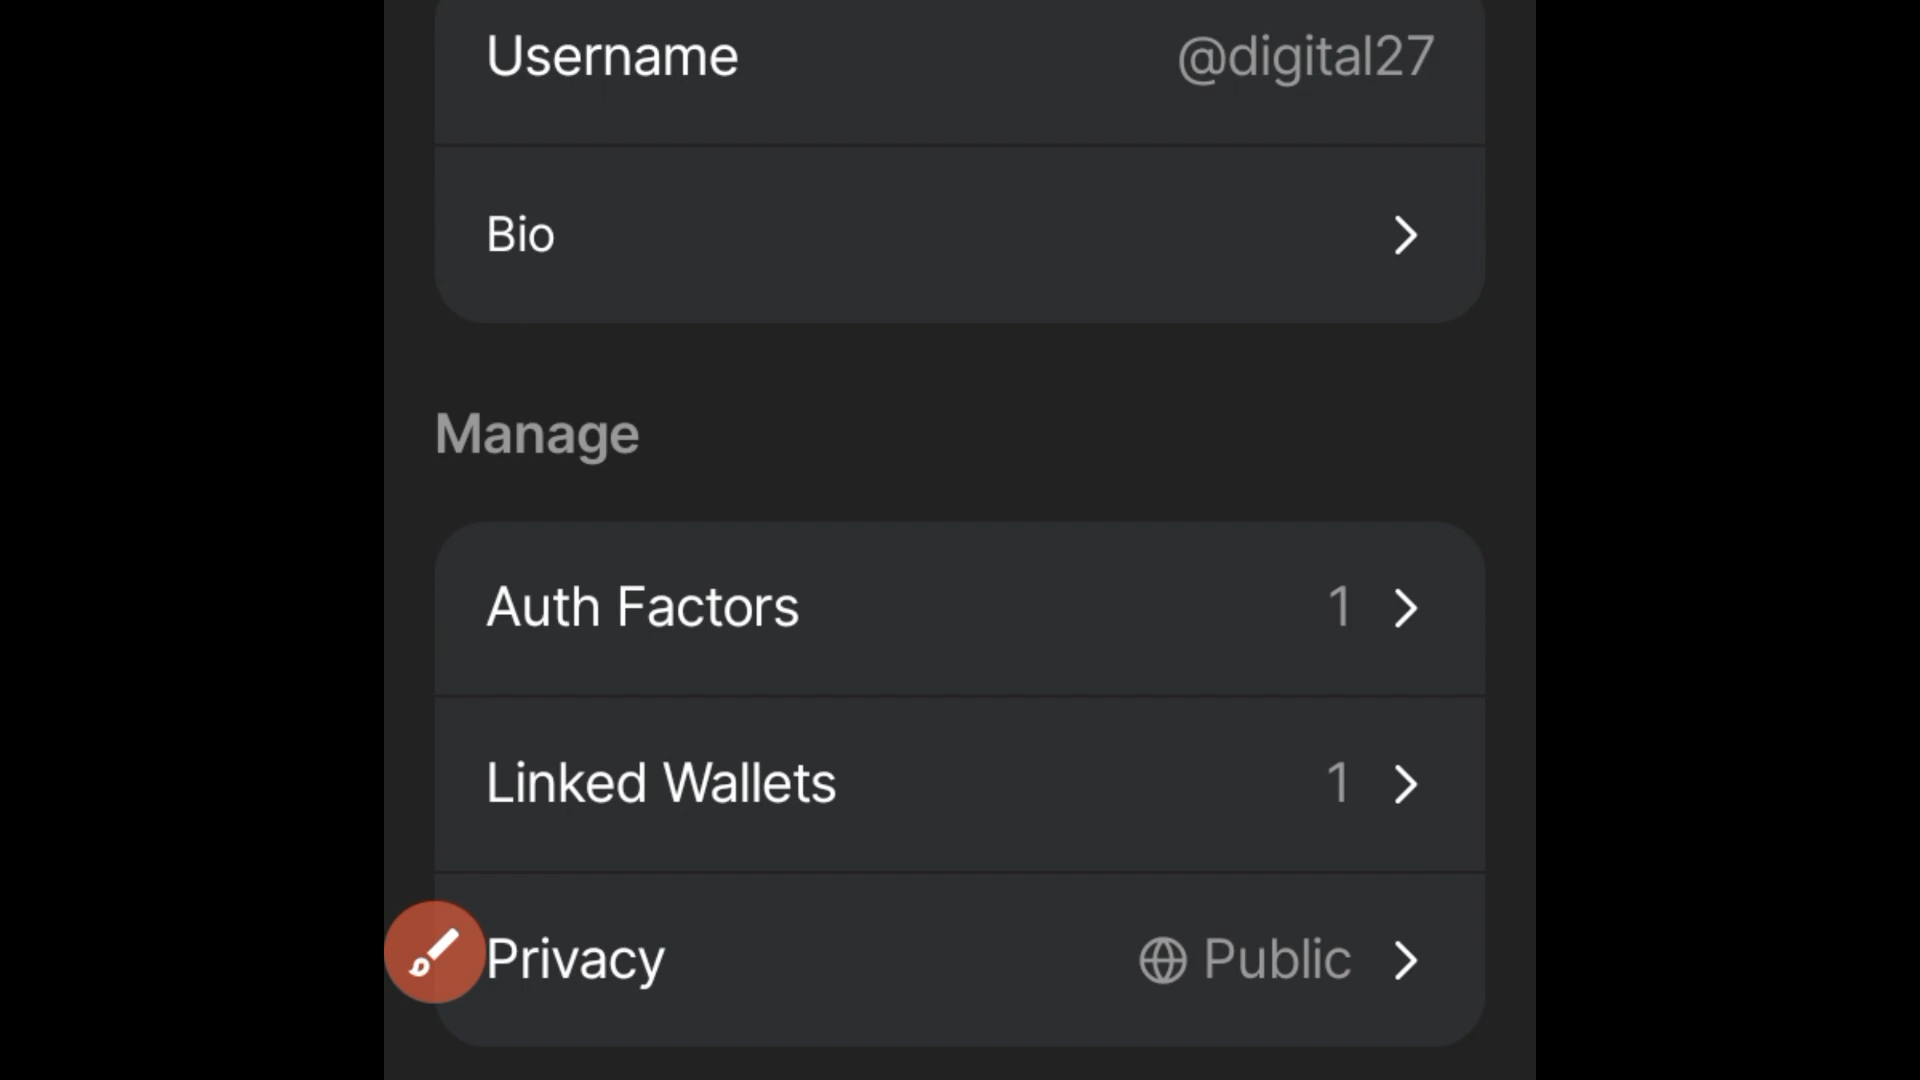 Username @digital27
Bio
Manage
Auth Factors 1
Linked Wallets 1
Privacy Public